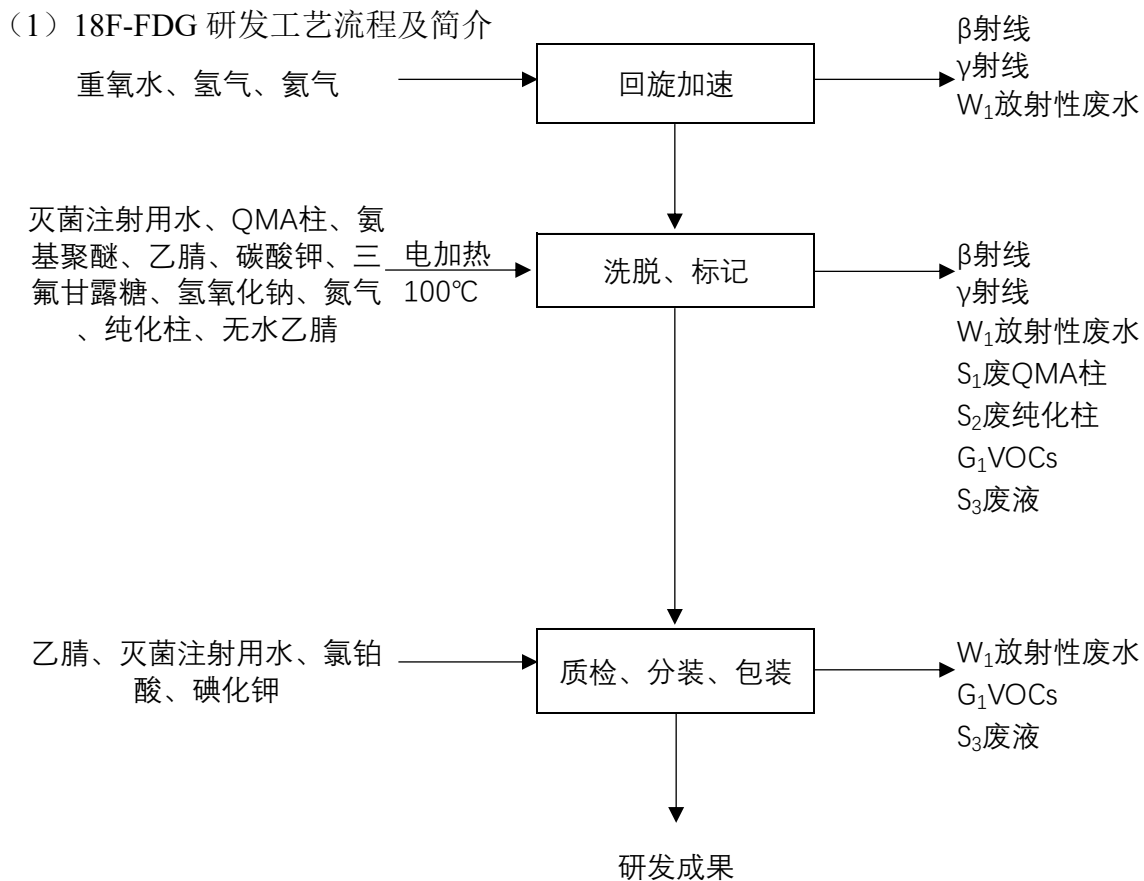 （1）18F-FDG 研发工艺流程及简介
重氧水、氢气、氦气
回旋加速
β射线
γ射线
W₁放射性废水
灭菌注射用水、QMA柱、氨
基聚醚、乙腈、碳酸钾、三
氟甘露糖、氢氧化钠、氮气
、纯化柱、无水乙腈
电加热
100℃
洗脱、标记
β射线
γ射线
W₁放射性废水
S₁废QMA柱
S₂废纯化柱
G₁VOCs
S₃废液
乙腈、灭菌注射用水、氯铂
酸、碘化钾
质检、分装、包装
W₁放射性废水
G₁VOCs
S₃废液
研发成果